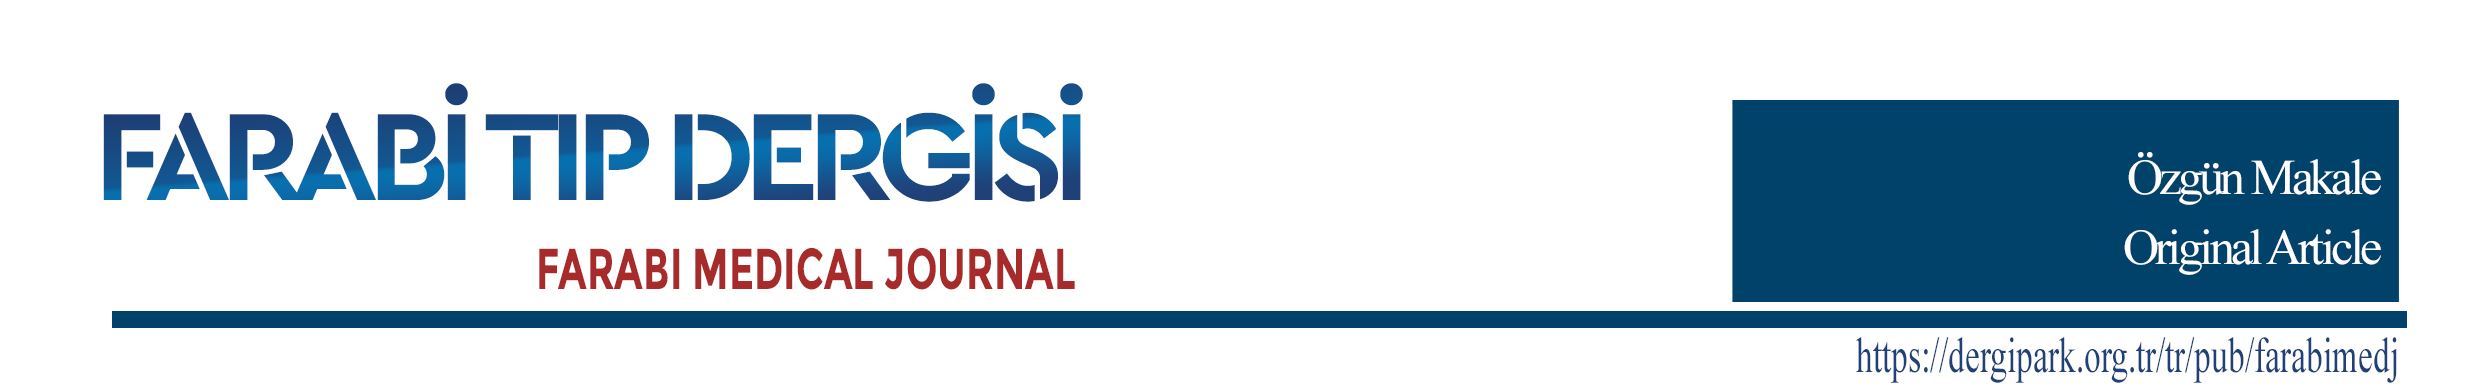 FARABİ TIP DERGİSİ
FARABI MEDICAL JOURNAL
Özgün Makale
Original Article
https://dergipark.org.tr/tr/pub/farabimedj